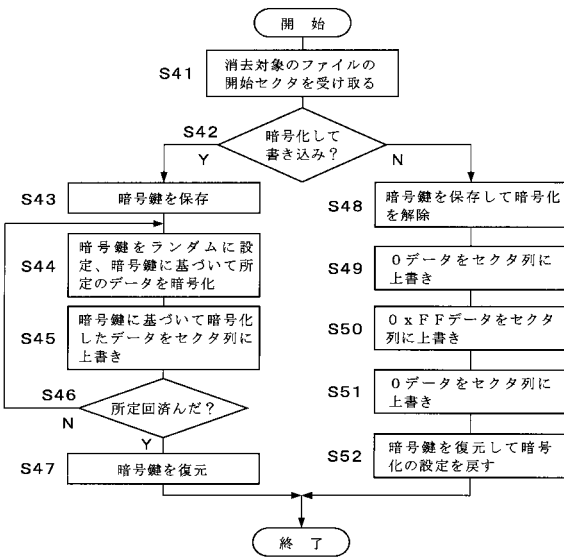 開始
S41
消去対象のファイルの
開始セクタを受け取る
S42
暗号化して
書き込み？
Y
N
S43
暗号鍵を保存
S44
暗号鍵をランダムに設
定、暗号鍵に基づいて所
定のデータを暗号化
S45
暗号鍵に基づいて暗号化
したデータをセクタ列に
上書き
S46
所定回済んだ？
N
Y
S47
暗号鍵を復元
S48
暗号鍵を保存して暗号化
を解除
S49
０データをセクタ列に
上書き
S50
０ｘＦＦデータをセクタ
列に上書き
S51
０データをセクタ列に
上書き
S52
暗号鍵を復元して暗号
化の設定を戻す
終了